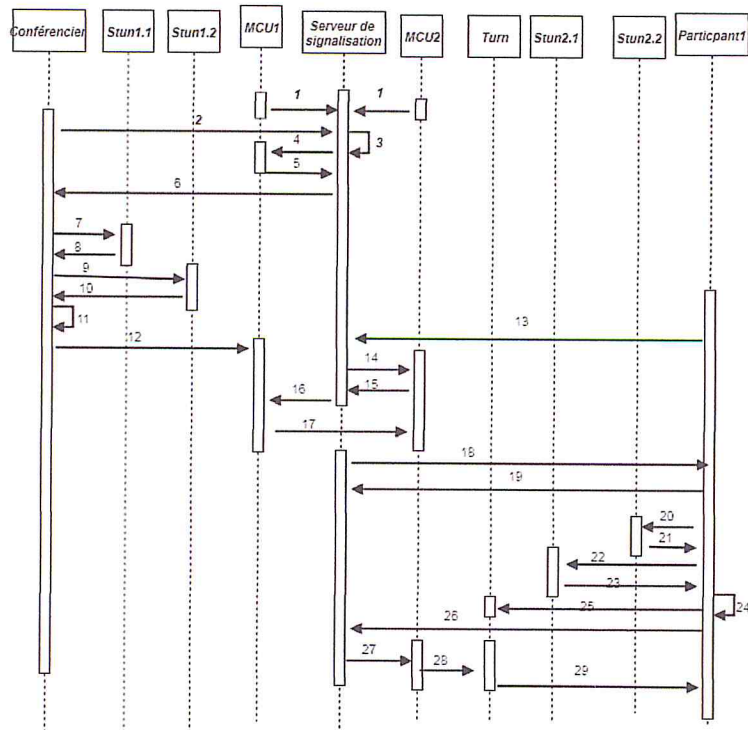 Conférencier
Stun1.1
Stun1.2
MCU1
Serveur de
signalisation
MCU2
Turn
Stun2.1
Stun2.2
Particpant1
1
1
2
3
4
5
6
7
8
9
10
11
12
13
14
15
16
17
18
19
20
21
22
23
24
25
26
27
28
29